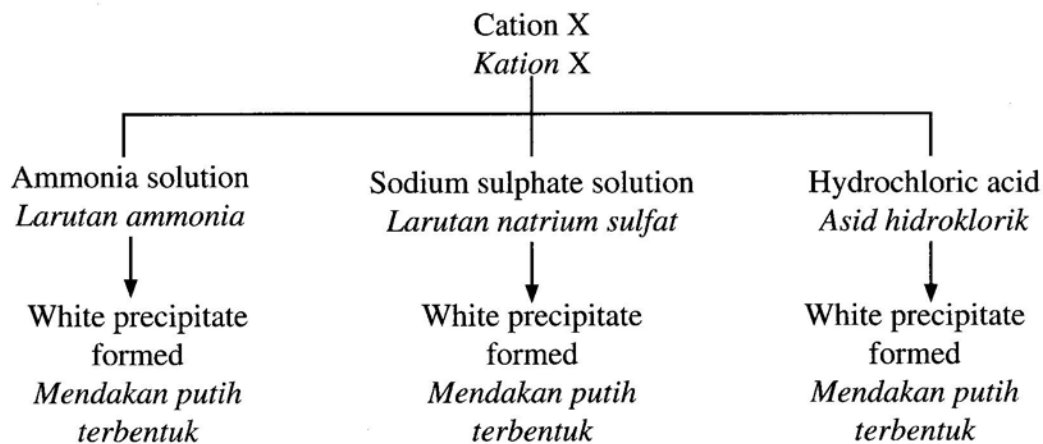 Cation X
Kation X
Ammonia solution
Larutan ammonia
White precipitate
formed
Mendakan putih
terbentuk
Sodium sulphate solution
Larutan natrium sulfat
White precipitate
formed
Mendakan putih
terbentuk
Hydrochloric acid
Asid hidroklorik
White precipitate
formed
Mendakan putih
terbentuk